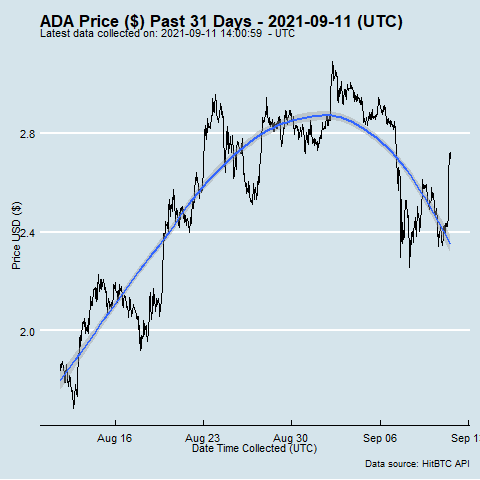 ADA Price ($) Past 31 Days - 2021-09-11 (UTC)
Latest data collected on: 2021-09-11 14:00:59 - UTC
Price USD ($)
2.8
2.4
2.0
Aug 16 Aug 23 Aug 30 Sep 06 Sep 13
Date Time Collected (UTC)
Data source: HitBTC API